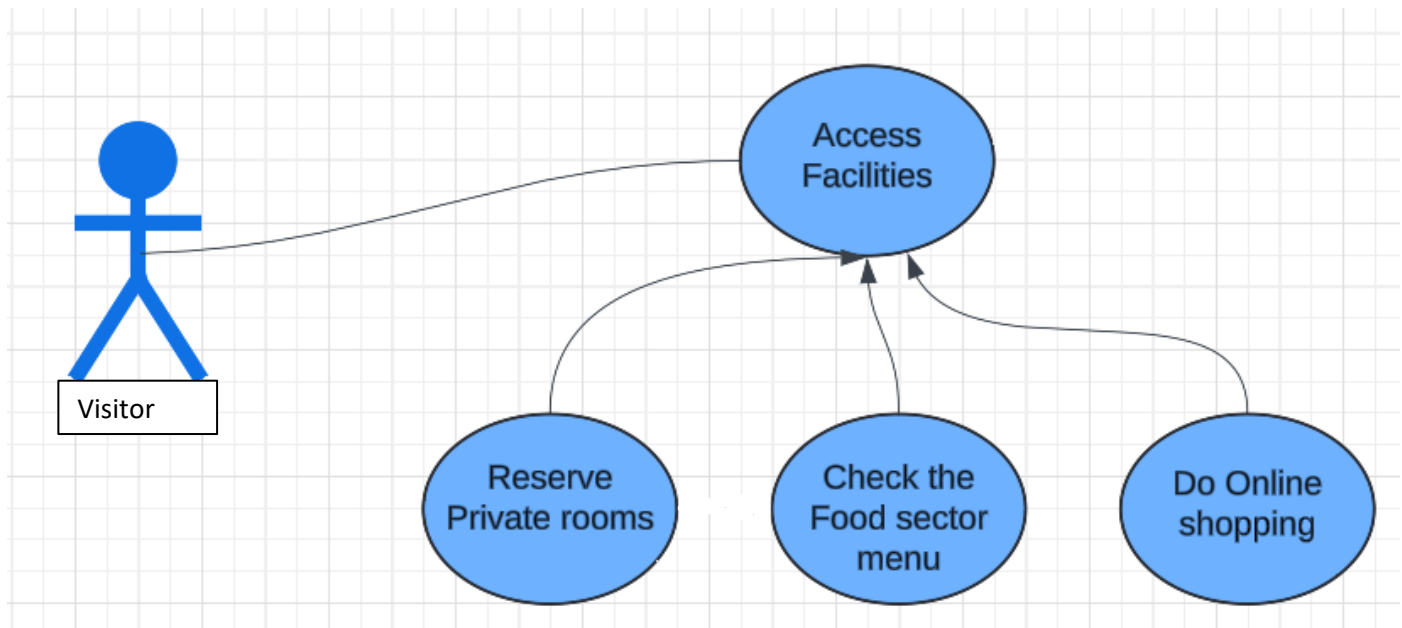 Access
Facilities
Visitor
Reserve
Private rooms
Check the
Food sector
menu
Do Online
shopping